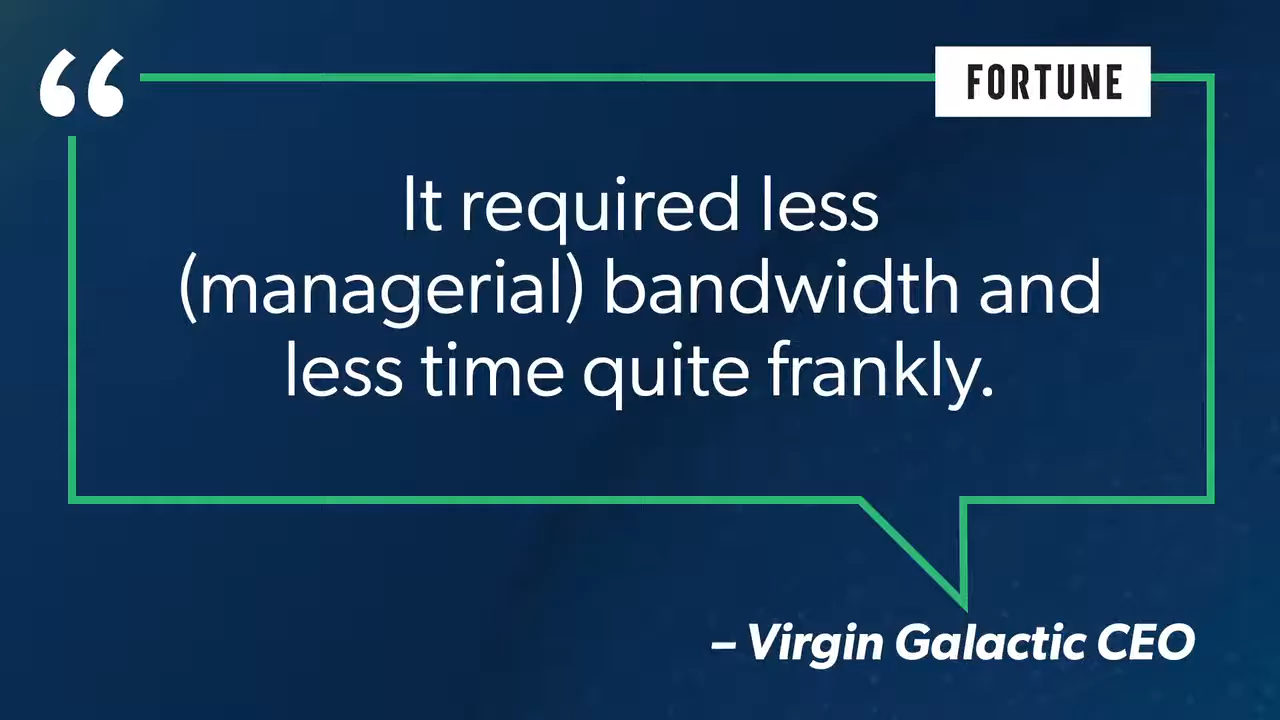 “
FORTUNE
It required less
(managerial) bandwidth and
less time quite frankly.
– Virgin Galactic CEO